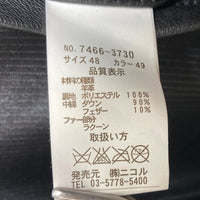 NO. 7466-3730
サイズ 48 カラー 49
品質表示
材料の種類
羊革
裏地 ポリエステル 100%
中綿 ダウン 90%
フェザー 10%
ファー部分
ラクーン
取扱い方
発売元 ㈱ニコル
TEL 03-5778-5400